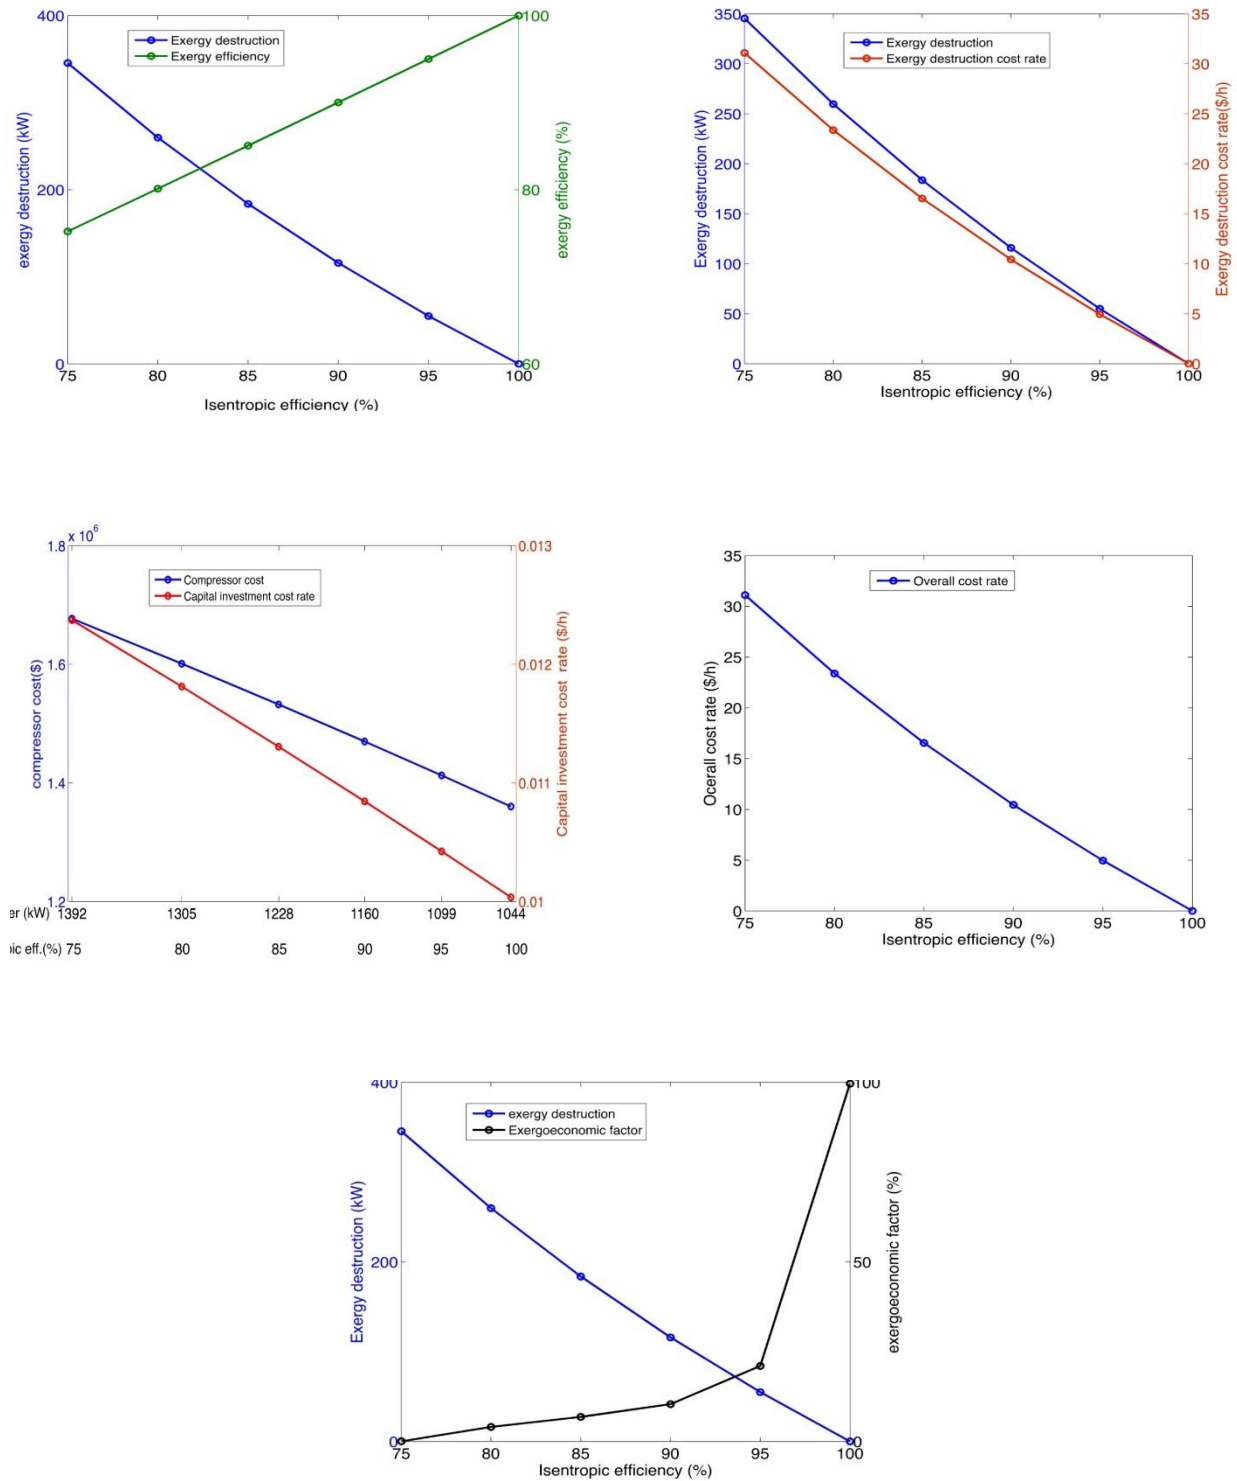 100
400
Exergy destruction
Exergy efficiency
exergy destruction (kW)
exergy efficiency (%)
200
80
0
60
75 80 85 90 95 100
Isentropic efficiency (%)
350 35
Exergy destruction
Exergy destruction cost rate
300 30
250 25
200 20
150 15
100 10
50 5
0 0
Exergy destruction (kW)
Exergy destruction cost rate($/h)
75 80 85 90 95 100
Isentropic efficiency (%)
x 10^6
1.8 0.013
Compressor cost
Capital investment cost rate
1.6 0.012
compressor cost($)
Capital investment cost rate ($/h)
1.4 0.011
1.2 0.01
er (kW) 1392 1305 1228 1160 1099 1044
ic eff.(%) 75 80 85 90 95 100
35
Overall cost rate
30
25
20
15
10
5
0
Ocerall cost rate ($/h)
75 80 85 90 95 100
Isentropic efficiency (%)
400 100
exergy destruction
Exergoeconomic factor
Exergy destruction (kW)
exergoeconomic factor (%)
200 50
0 0
75 80 85 90 95 100
Isentropic efficiency (%)